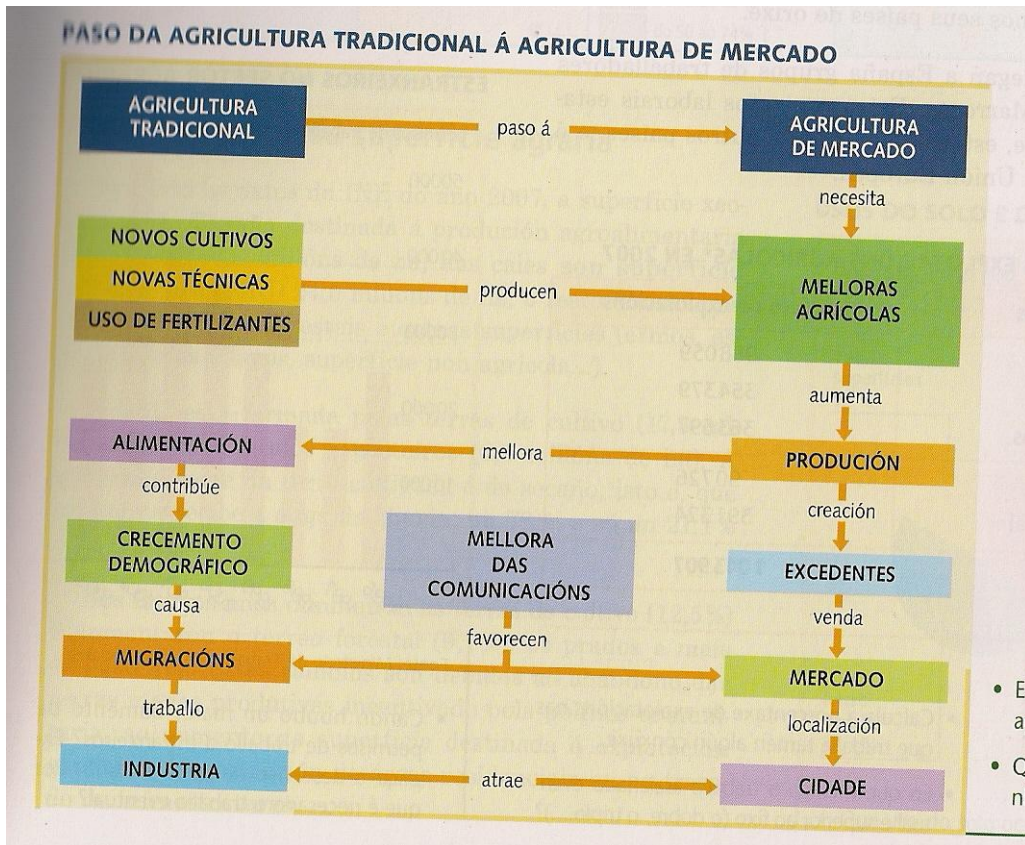 PASO DA AGRICULTURA TRADICIONAL Á AGRICULTURA DE MERCADO
AGRICULTURA
TRADICIONAL
paso á
AGRICULTURA
DE MERCADO
necesita
NOVOS CULTIVOS
NOVAS TÉCNICAS
USO DE FERTILIZANTES
producen
MELLORAS
AGRÍCOLAS
aumenta
ALIMENTACIÓN
mellora
PRODUCIÓN
contribúe
creación
CRECEMENTO
DEMOGRÁFICO
MELLORA
DAS
COMUNICACIÓNS
EXCEDENTES
causa
favorecen
venda
MIGRACIÓNS
MERCADO
traballo
localización
INDUSTRIA
atrae
CIDADE